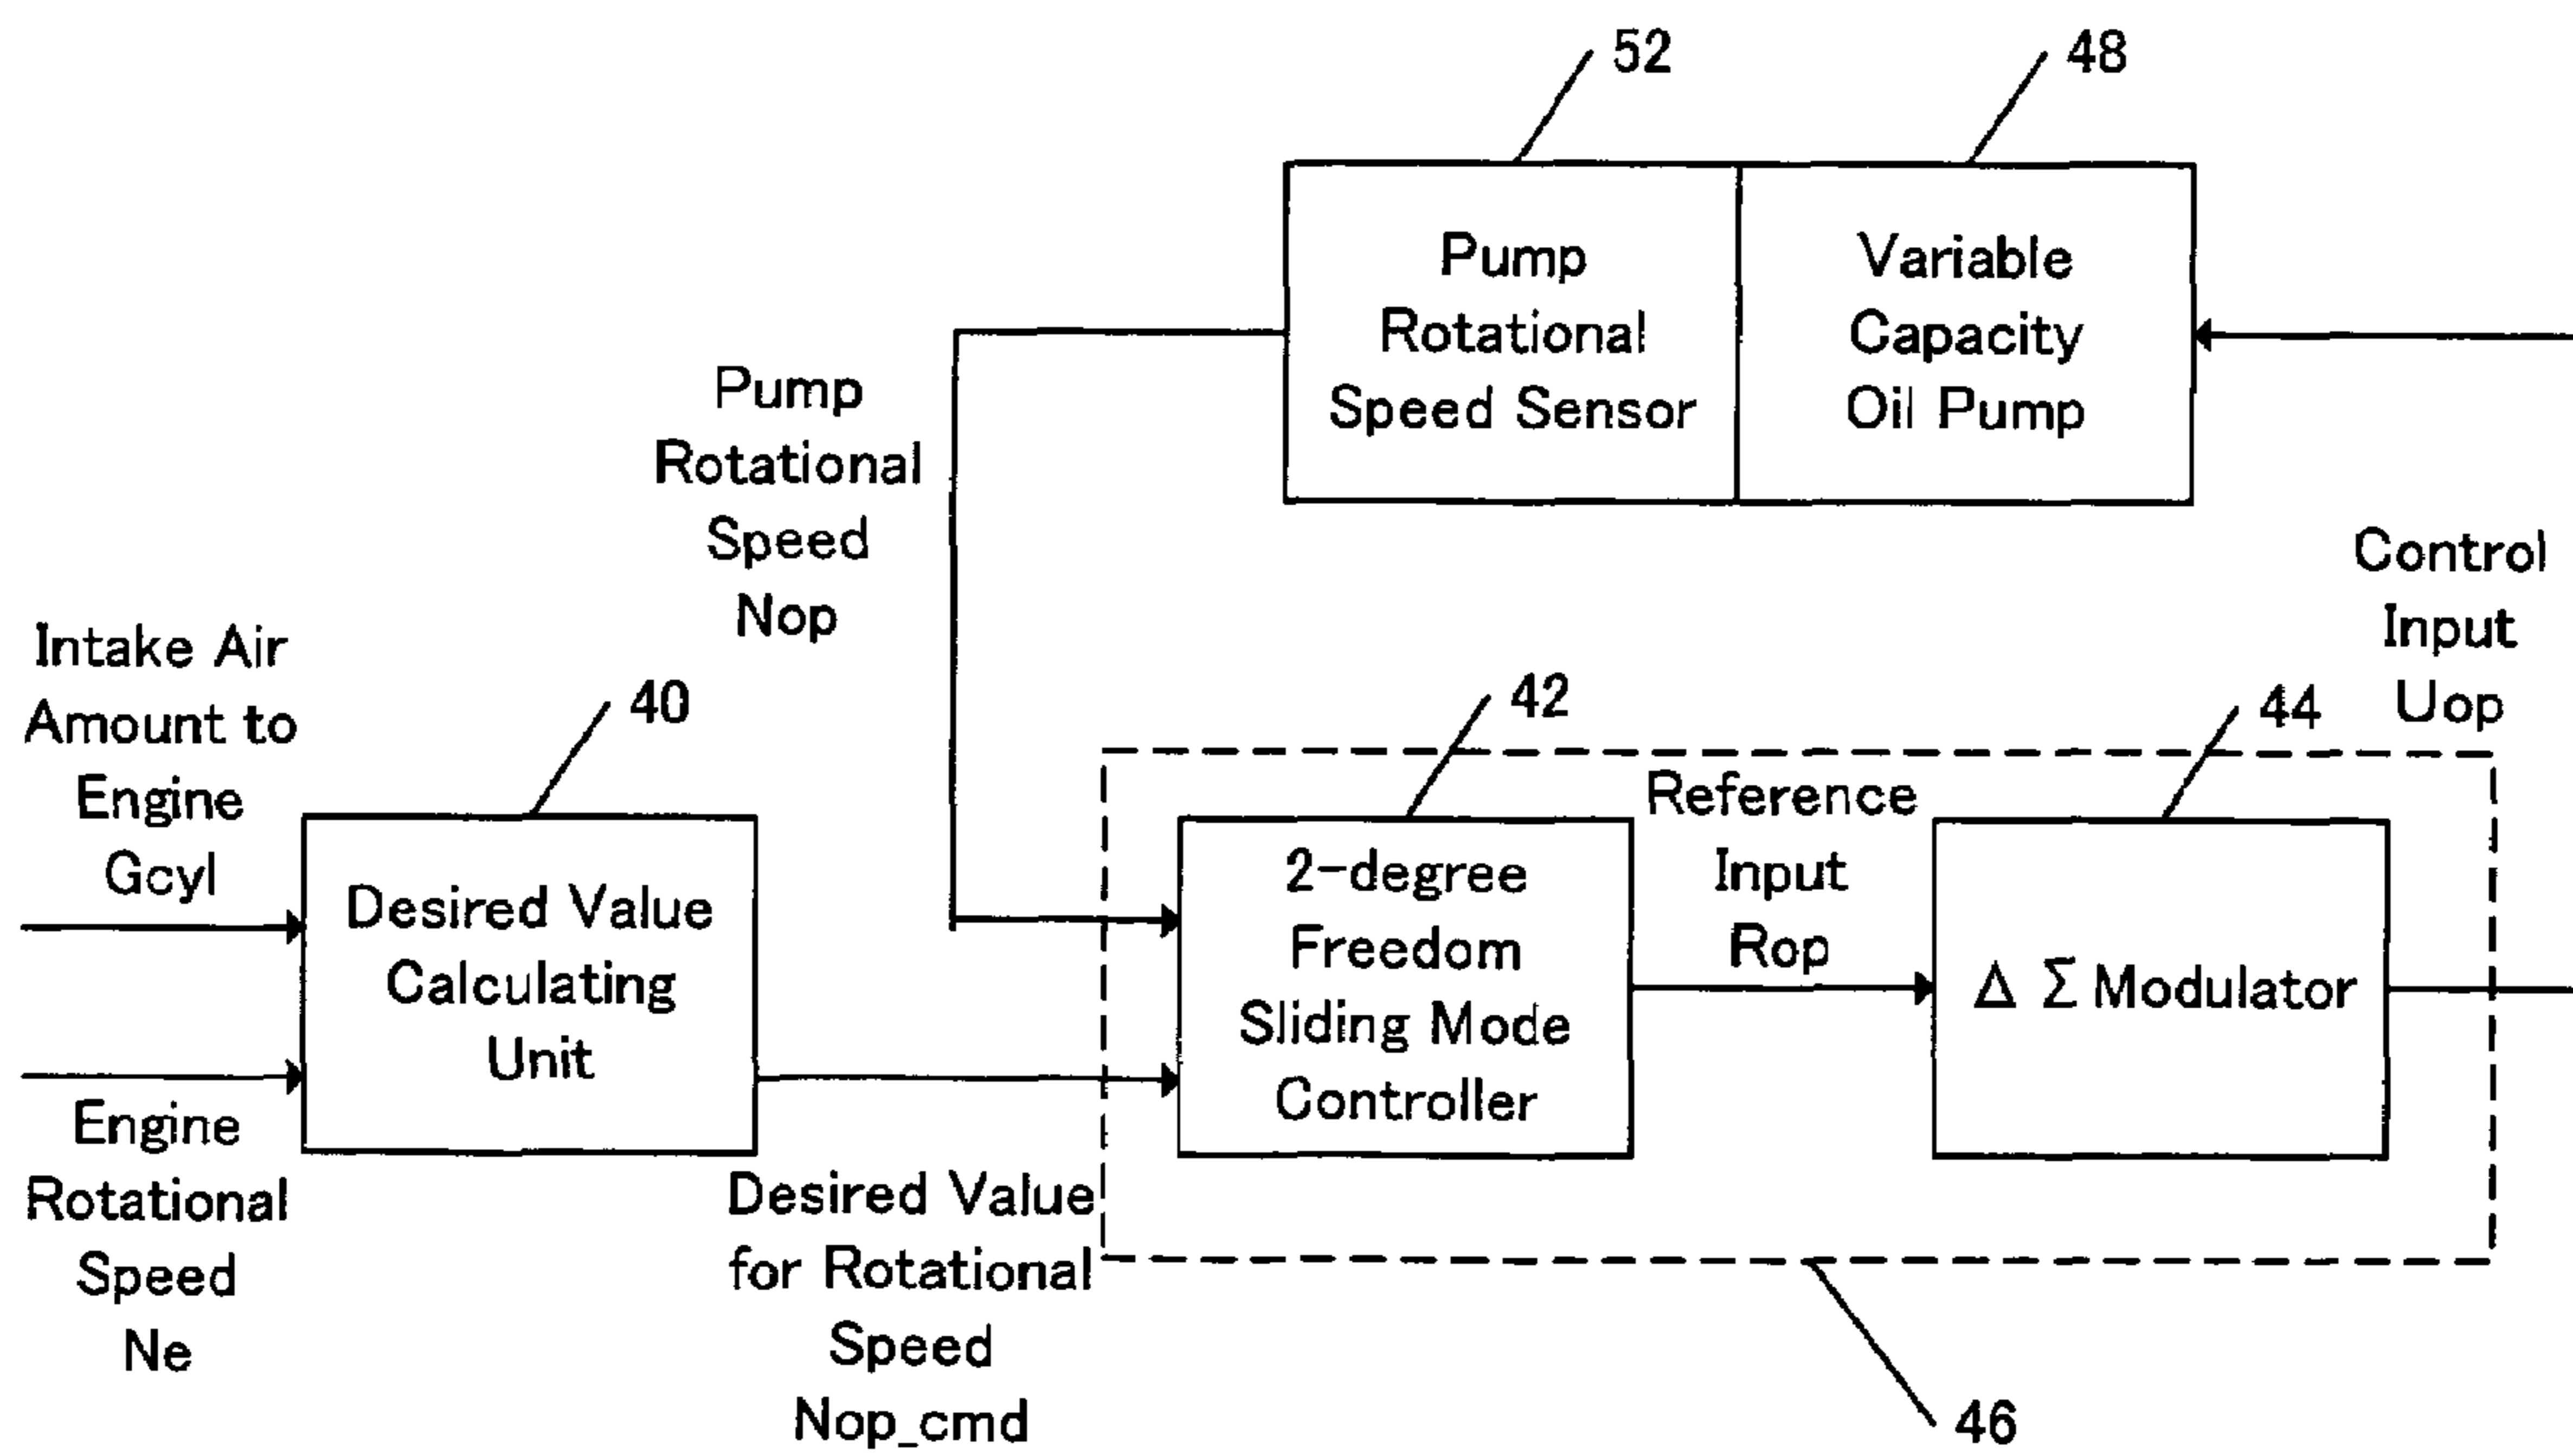 52
48
Pump
Rotational
Speed Sensor
Variable
Capacity
Oil Pump
Pump
Rotational
Speed
Nop
Control
Input
Uop
Intake Air
Amount to
Engine
Gcyl
40
42
44
Desired Value
Calculating
Unit
2-degree
Freedom
Sliding Mode
Controller
Reference
Input
Rop
Δ Σ Modulator
Engine
Rotational
Speed
Ne
Desired Value
for Rotational
Speed
Nop_cmd
46